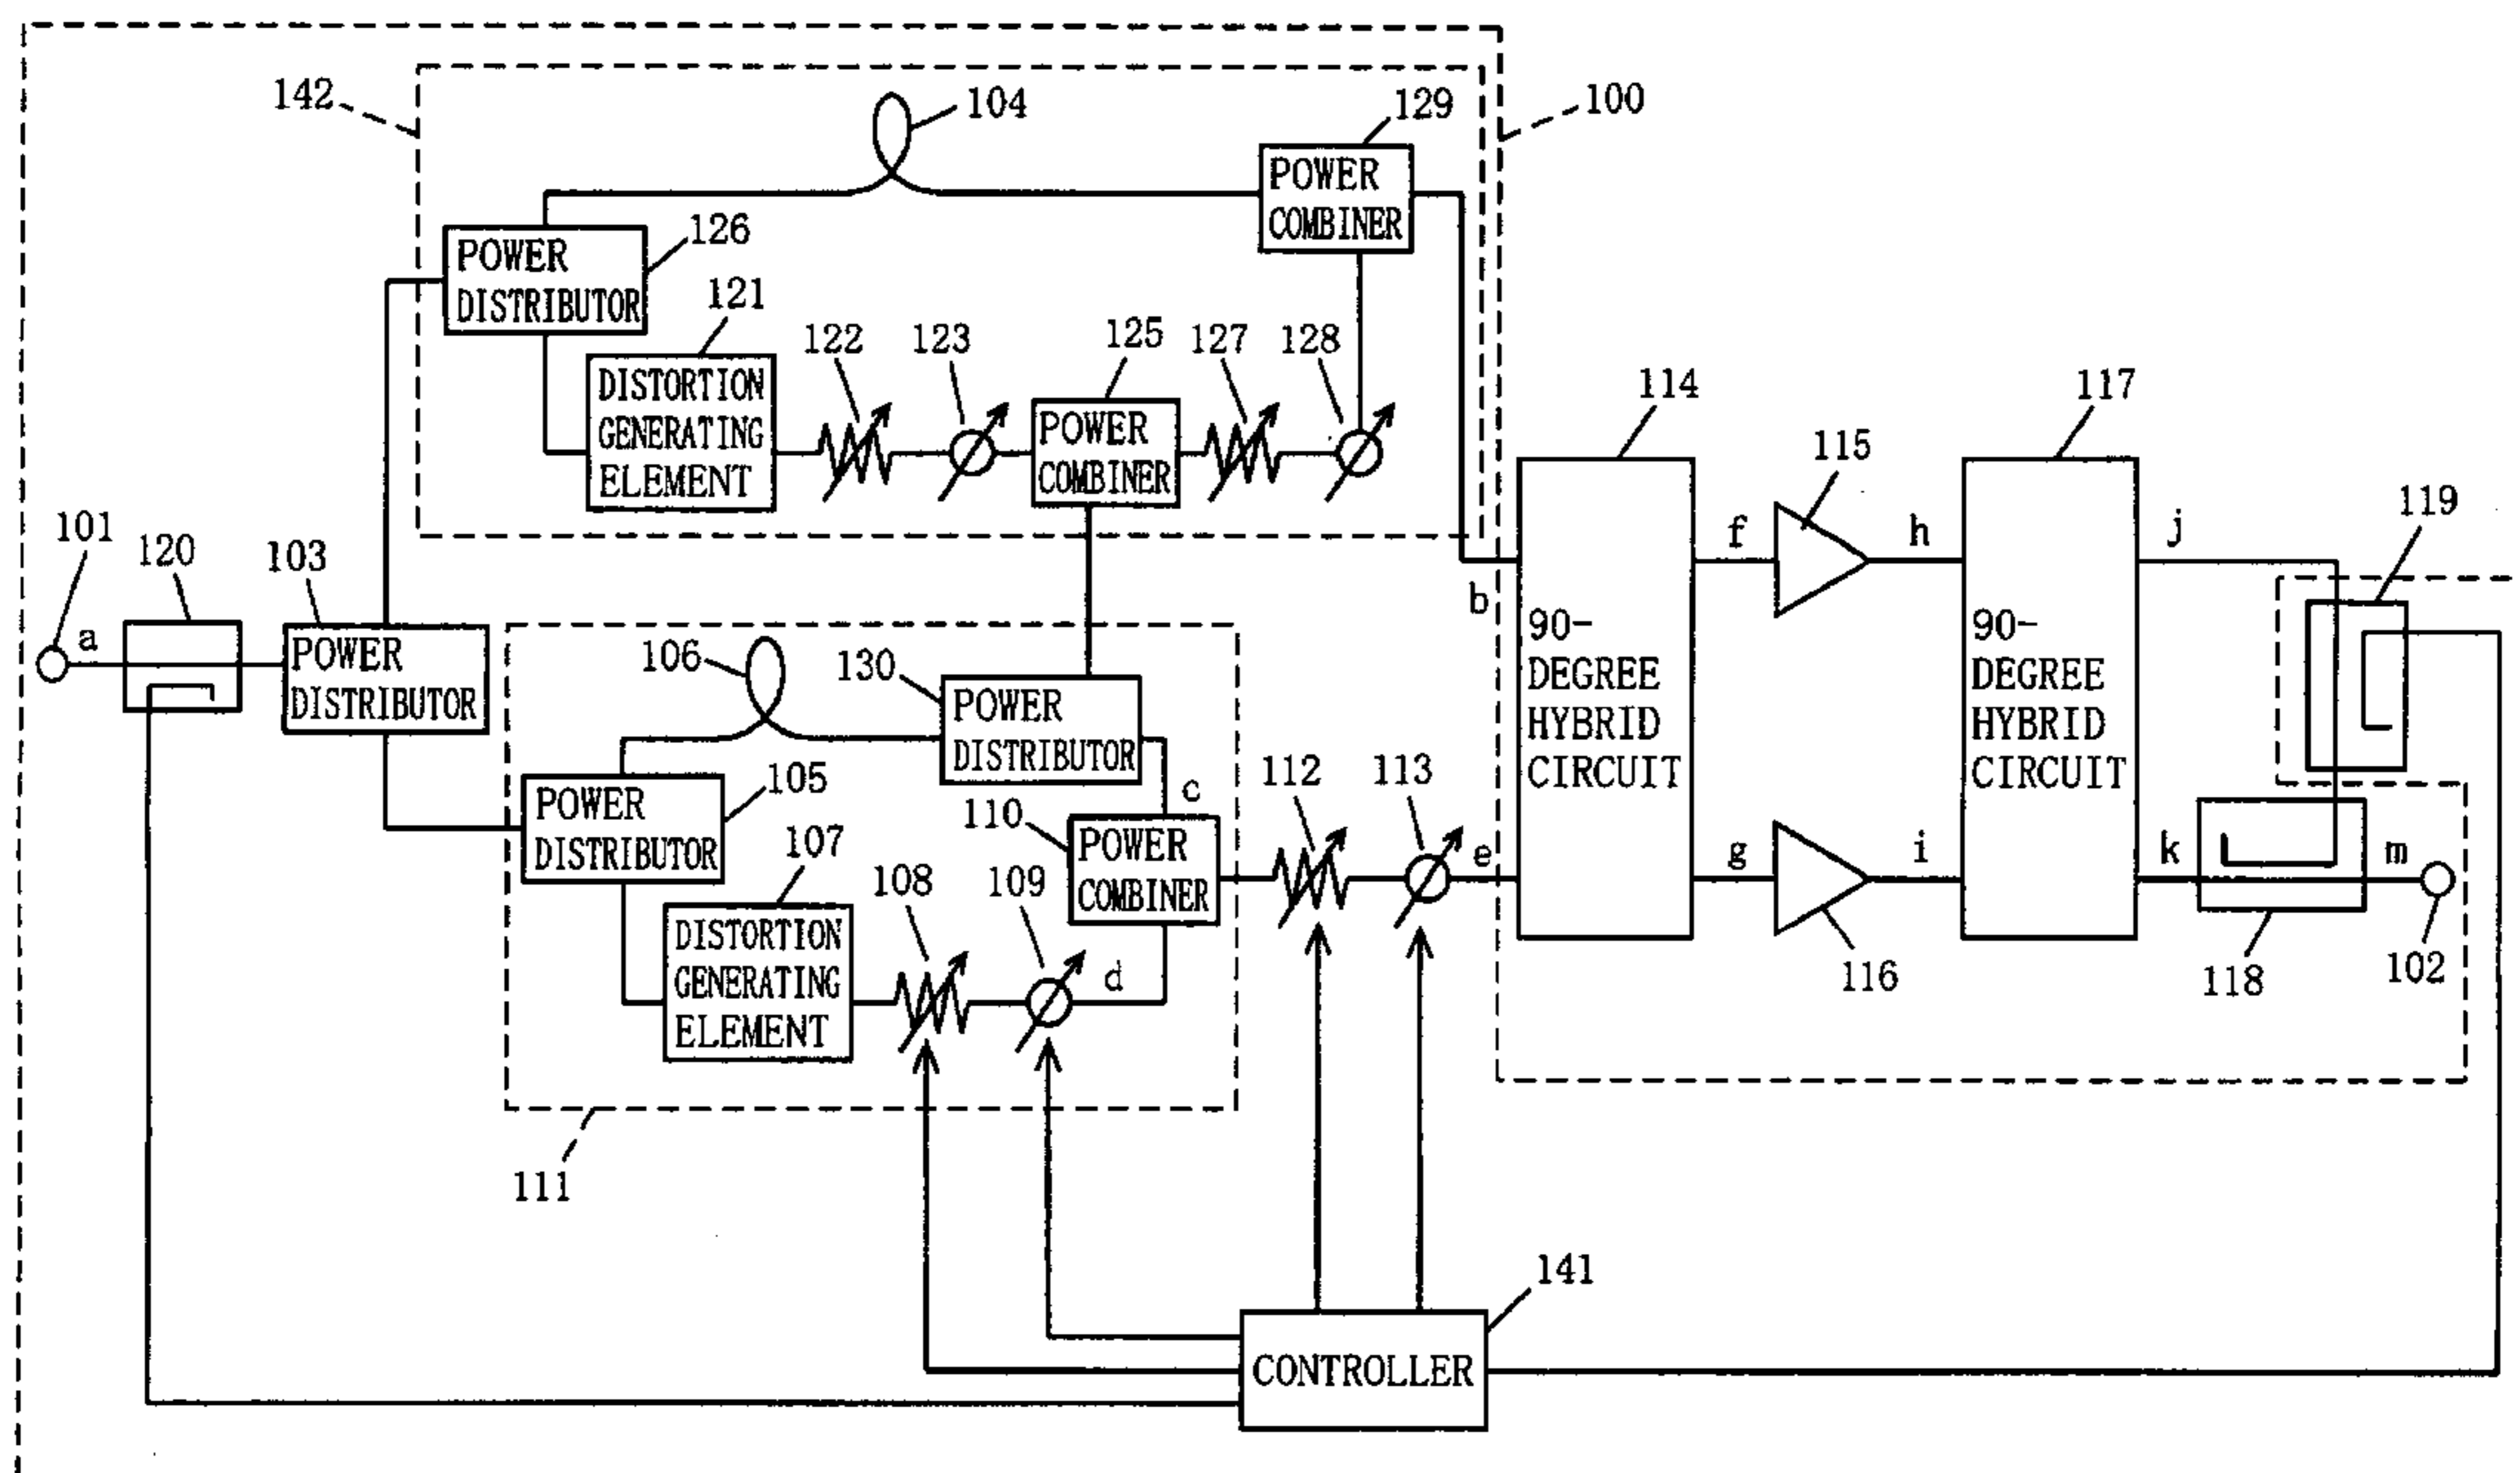 142
104
129
100
POWER
COMBINER
126
POWER
DISTRIBUTOR
121
122
123
125
127
128
DISTORTION
GENERATING
ELEMENT
POWER
COMBINER
114
117
115
119
101
120
103
f
h
j
b
a
POWER
DISTRIBUTOR
106
130
POWER
DISTRIBUTOR
90-
DEGREE
HYBRID
CIRCUIT
90-
DEGREE
HYBRID
CIRCUIT
105
POWER
DISTRIBUTOR
c
110
112
113
107
POWER
COMBINER
108
109
e
g
i
k
m
DISTORTION
GENERATING
ELEMENT
d
116
118
102
111
141
CONTROLLER